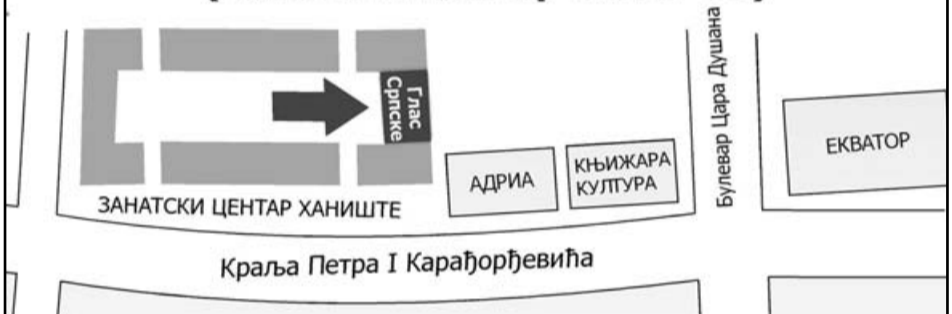 Глас
Српске
Булевар Цара Душана
ЕКВАТОР
АДРИА
КЊИЖАРА
КУЛТУРА
ЗАНАТСКИ ЦЕНТАР ХАНИШТЕ
Краља Петра I Карађорђевића